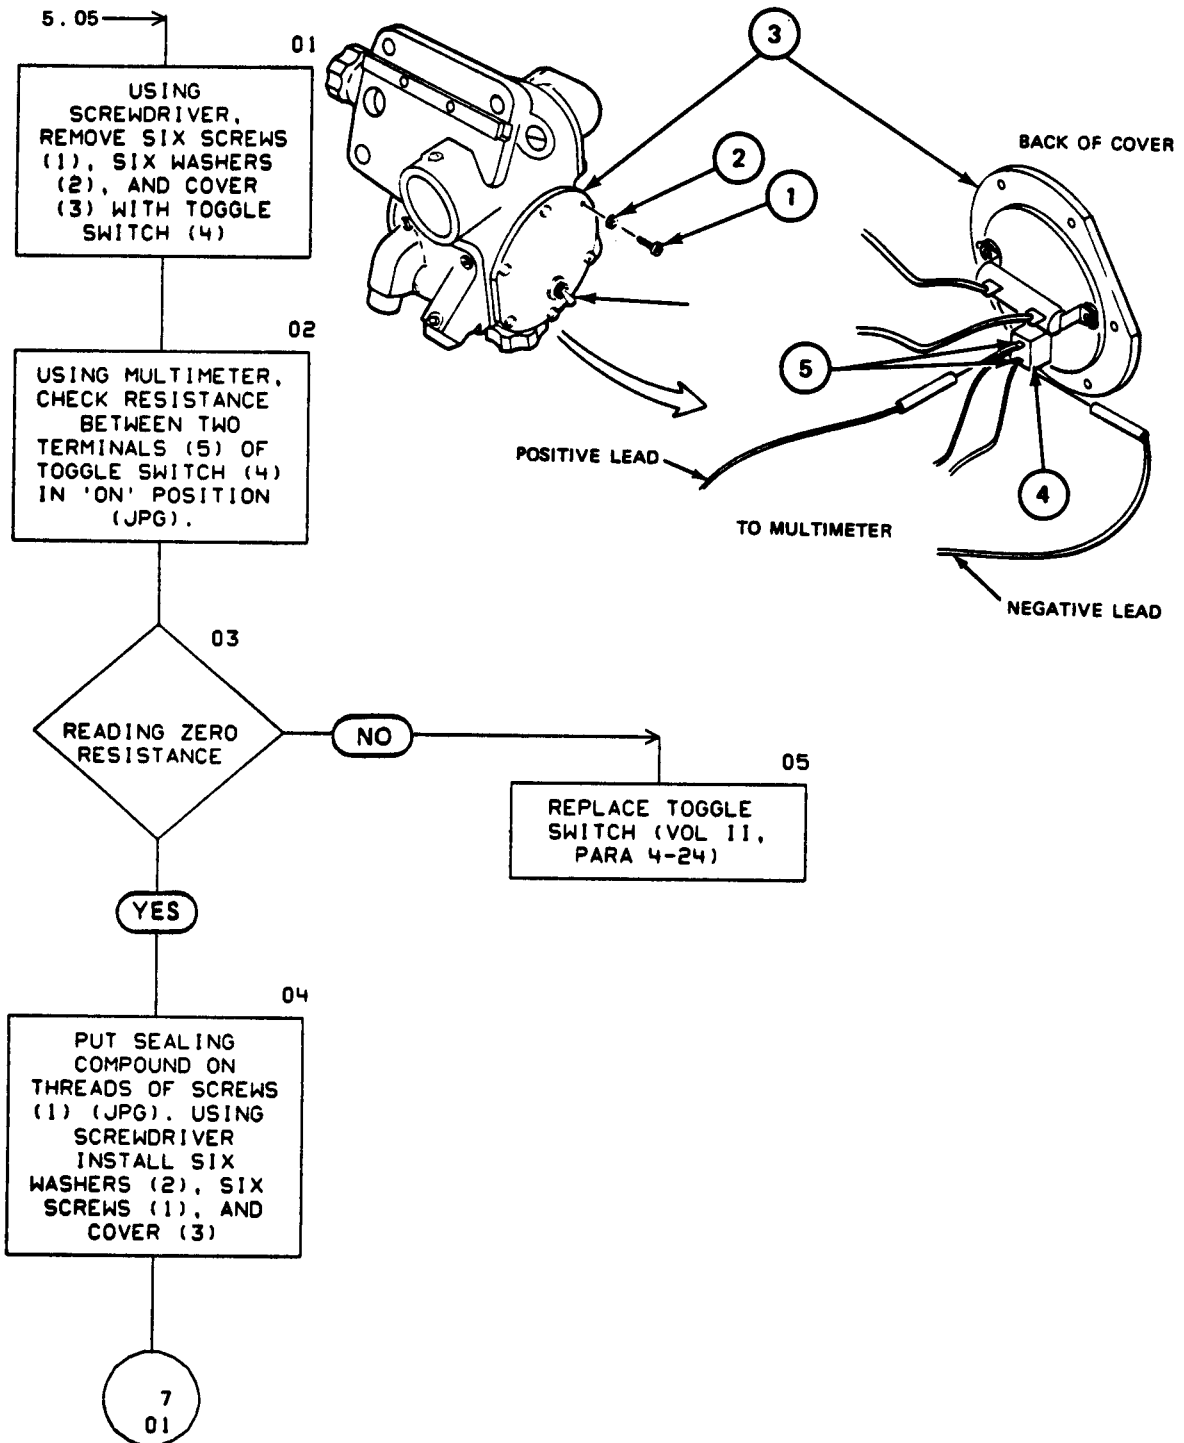 5.05
01
USING
SCREWDRIVER,
REMOVE SIX SCREWS
(1), SIX WASHERS
(2), AND COVER
(3) WITH TOGGLE
SWITCH (4)
02
USING MULTIMETER,
CHECK RESISTANCE
BETWEEN TWO
TERMINALS (5) OF
TOGGLE SWITCH (4)
IN 'ON' POSITION
(JPG).
03
READING ZERO
RESISTANCE
NO
05
REPLACE TOGGLE
SWITCH (VOL II,
PARA 4-24)
YES
04
PUT SEALING
COMPOUND ON
THREADS OF SCREWS
(1) (JPG). USING
SCREWDRIVER
INSTALL SIX
WASHERS (2), SIX
SCREWS (1), AND
COVER (3)
7
01
3
2
1
BACK OF COVER
5
4
POSITIVE LEAD
TO MULTIMETER
NEGATIVE LEAD